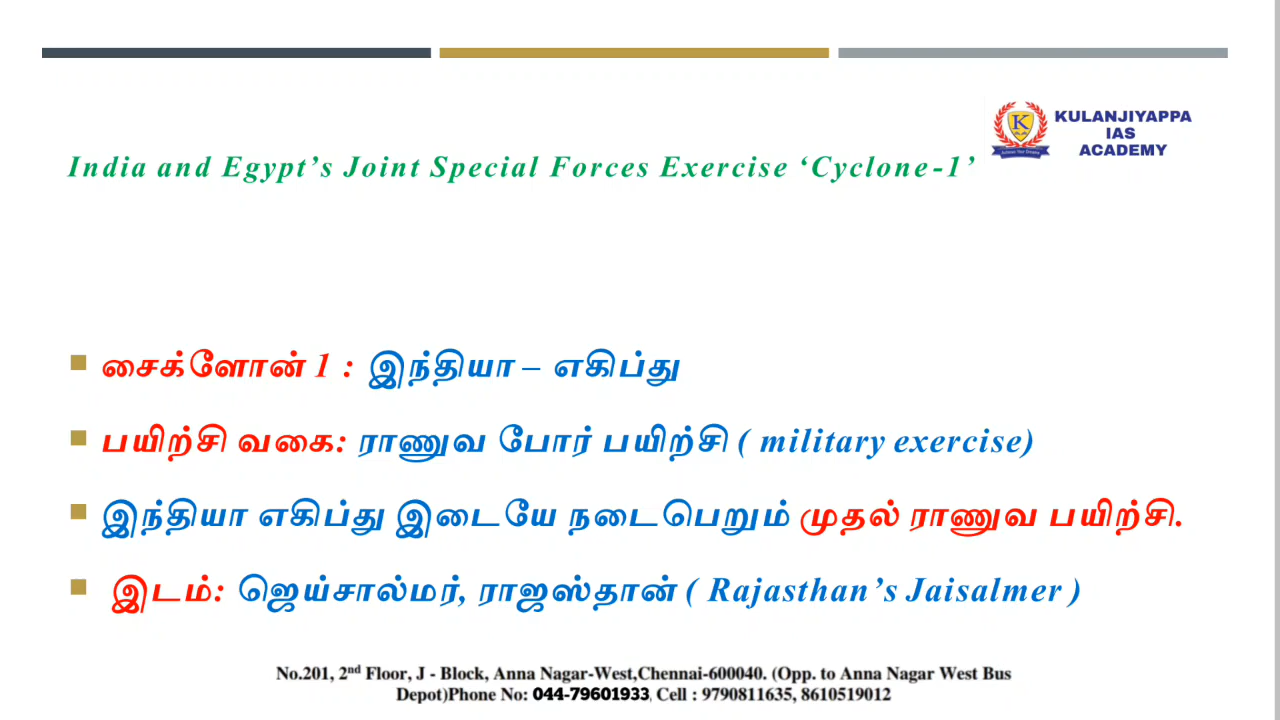 KULANJIYAPPA
IAS
ACADEMY
India and Egypt’s Joint Special Forces Exercise ‘Cyclone-1’
சைக்ளோன் 1 : இந்தியா – எகிப்து
பயிற்சி வகை: ராணுவ போர் பயிற்சி ( military exercise)
இந்தியா எகிப்து இடையே நடைபெறும் முதல் ராணுவ பயிற்சி.
இடம்: ஜெய்சால்மர், ராஜஸ்தான் ( Rajasthan’s Jaisalmer )
No.201, 2nd Floor, J - Block, Anna Nagar-West,Chennai-600040. (Opp. to Anna Nagar West Bus
Depot)Phone No: 044-79601933, Cell : 9790811635, 8610519012